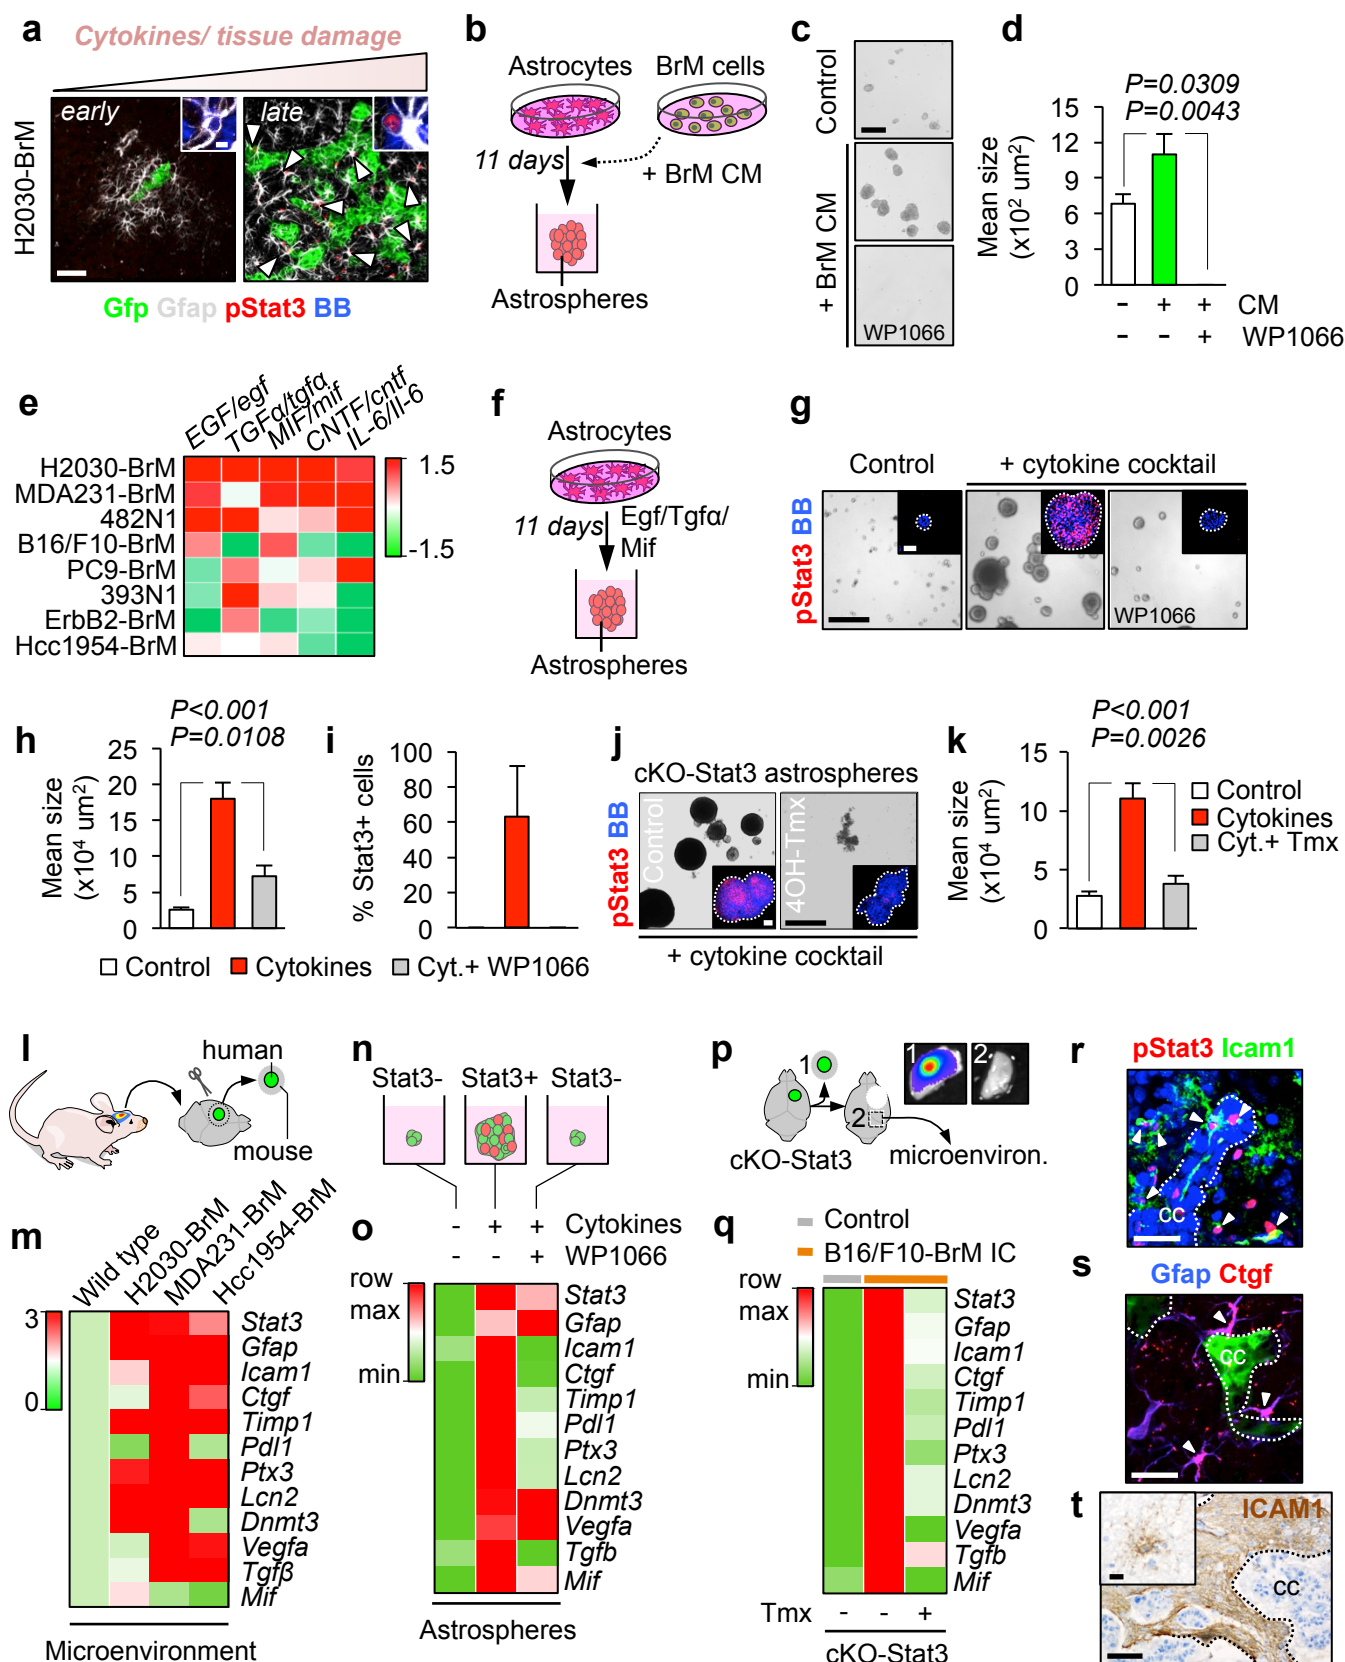 a
Cytokines/ tissue damage
H2030-BrM
early
late
Gfp Gfap pStat3 BB
b
Astrocytes
BrM cells
11 days
+ BrM CM
Astrospheres
c
Control
+ BrM CM
WP1066
d
P=0.0309
P=0.0043
Mean size
(x10² um²)
15
12
9
6
3
0
- + + CM
- - + WP1066
e
EGF/egf
TGFα/tgfα
MIF/mif
CNTF/cntf
IL-6/Il-6
H2030-BrM
MDA231-BrM
482N1
B16/F10-BrM
PC9-BrM
393N1
ErbB2-BrM
Hcc1954-BrM
1.5
-1.5
f
Astrocytes
11 days
Egf/Tgfα/
Mif
Astrospheres
g
Control
+ cytokine cocktail
pStat3 BB
WP1066
h
P<0.001
P=0.0108
Mean size
(x10⁴ um²)
25
20
15
10
5
0
i
% Stat3+ cells
100
80
60
40
20
0
Control
Cytokines
Cyt.+ WP1066
j
cKO-Stat3 astrospheres
pStat3 BB
Control
4OH-Tmx
+ cytokine cocktail
k
P<0.001
P=0.0026
Mean size
(x10⁴ um²)
15
10
5
0
Control
Cytokines
Cyt.+ Tmx
l
human
mouse
m
Wild type
H2030-BrM
MDA231-BrM
Hcc1954-BrM
3
0
Stat3
Gfap
Icam1
Ctgf
Timp1
Pdl1
Ptx3
Lcn2
Dnmt3
Vegfa
Tgfβ
Mif
Microenvironment
n
Stat3-
Stat3+
Stat3-
o
- + + Cytokines
- - + WP1066
row
max
min
Stat3
Gfap
Icam1
Ctgf
Timp1
Pdl1
Ptx3
Lcn2
Dnmt3
Vegfa
Tgfb
Mif
Astrospheres
p
1
2
1
2
cKO-Stat3
microenviron.
q
Control
B16/F10-BrM IC
row
max
min
Stat3
Gfap
Icam1
Ctgf
Timp1
Pdl1
Ptx3
Lcn2
Dnmt3
Vegfa
Tgfb
Mif
Tmx - - +
cKO-Stat3
r
pStat3 Icam1
cc
s
Gfap Ctgf
cc
t
ICAM1
cc